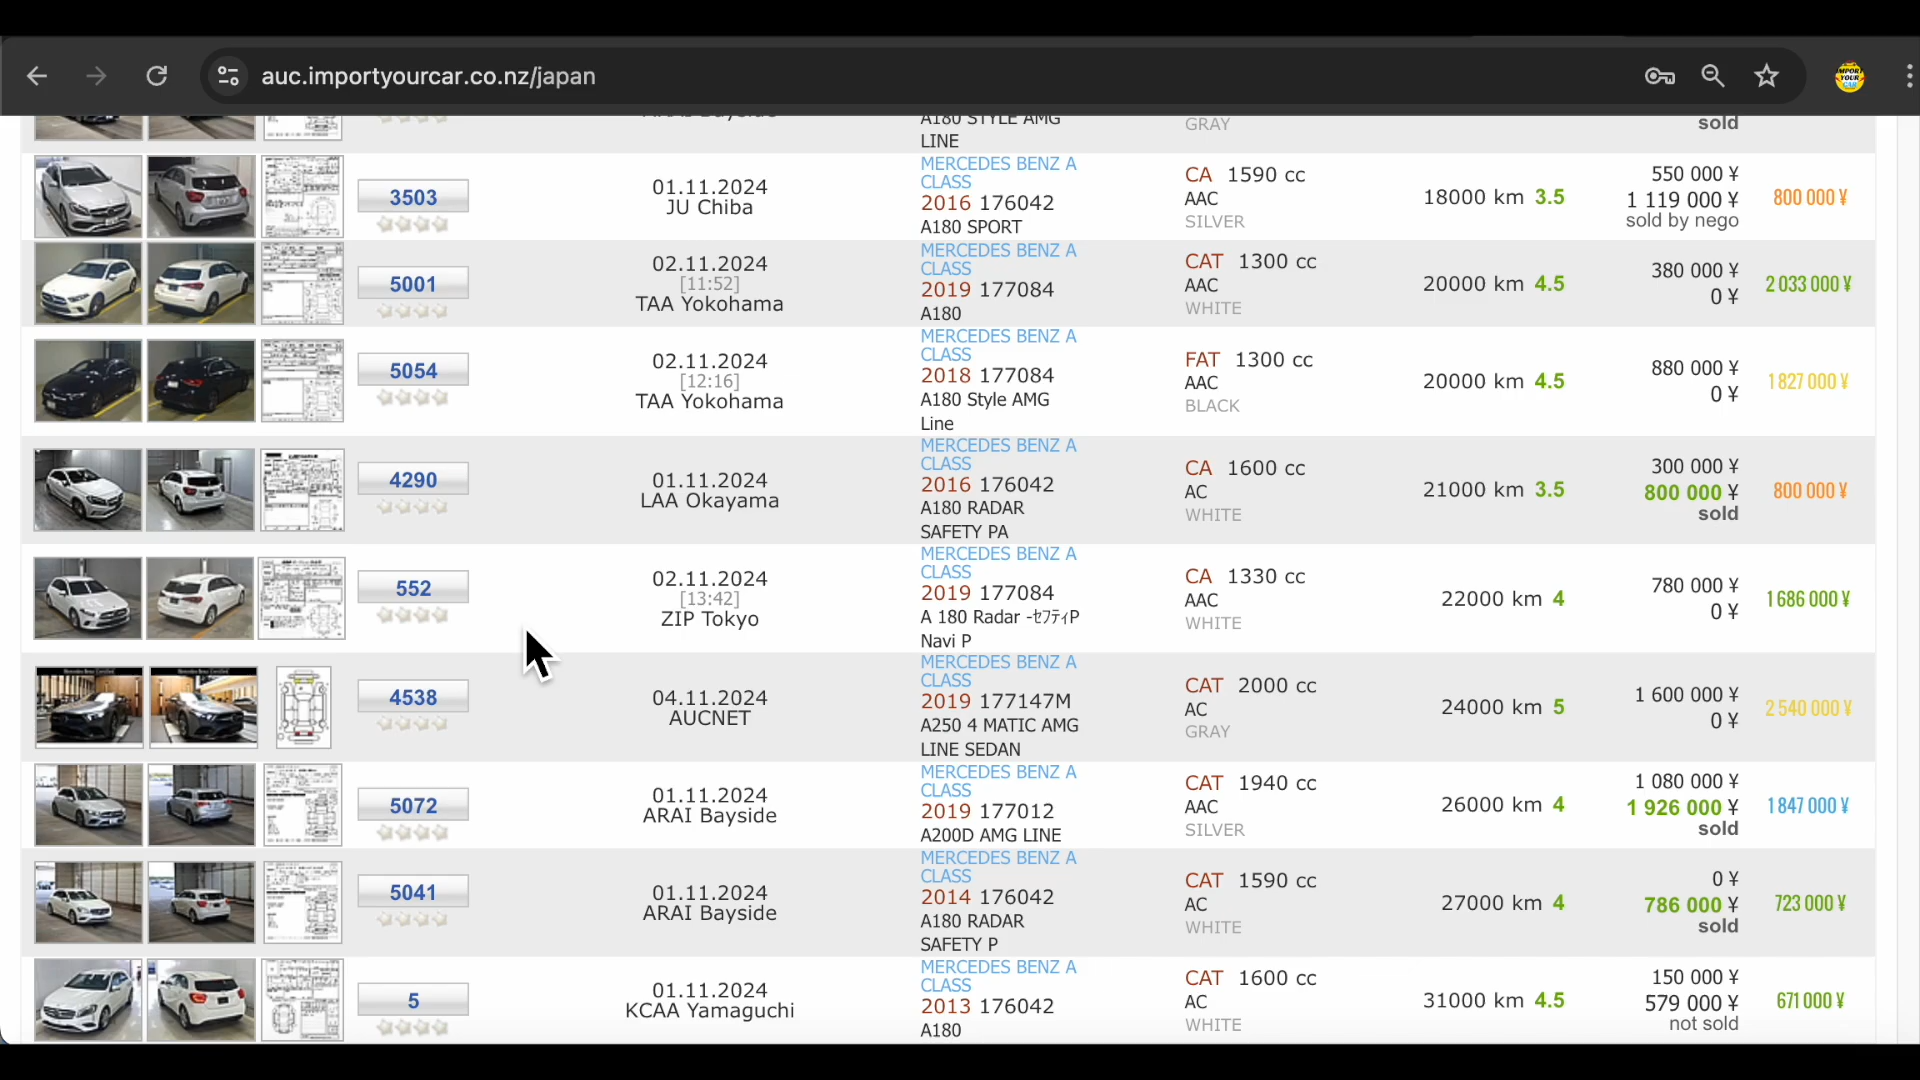 auc.importyourcar.co.nz/japan
IMPORT YOUR CAR
A180 STYLE AMG
LINE
GRAY
sold
3503
01.11.2024
JU Chiba
MERCEDES BENZ A
CLASS
2016 176042
A180 SPORT
CA 1590 cc
AAC
SILVER
18000 km 3.5
550 000 ¥
1 119 000 ¥
sold by nego
800 000 ¥
5001
02.11.2024
[11:52]
TAA Yokohama
MERCEDES BENZ A
CLASS
2019 177084
A180
CAT 1300 cc
AAC
WHITE
20000 km 4.5
380 000 ¥
0 ¥
2 033 000 ¥
5054
02.11.2024
[12:16]
TAA Yokohama
MERCEDES BENZ A
CLASS
2018 177084
A180 Style AMG
Line
FAT 1300 cc
AAC
BLACK
20000 km 4.5
880 000 ¥
0 ¥
1 827 000 ¥
4290
01.11.2024
LAA Okayama
MERCEDES BENZ A
CLASS
2016 176042
A180 RADAR
SAFETY PA
CA 1600 cc
AC
WHITE
21000 km 3.5
300 000 ¥
800 000 ¥
sold
800 000 ¥
552
02.11.2024
[13:42]
ZIP Tokyo
MERCEDES BENZ A
CLASS
2019 177084
A 180 Radar -ｾﾌﾃｨP
Navi P
CA 1330 cc
AAC
WHITE
22000 km 4
780 000 ¥
0 ¥
1 686 000 ¥
4538
04.11.2024
AUCNET
MERCEDES BENZ A
CLASS
2019 177147M
A250 4 MATIC AMG
LINE SEDAN
CAT 2000 cc
AC
GRAY
24000 km 5
1 600 000 ¥
0 ¥
2 540 000 ¥
5072
01.11.2024
ARAI Bayside
MERCEDES BENZ A
CLASS
2019 177012
A200D AMG LINE
CAT 1940 cc
AAC
SILVER
26000 km 4
1 080 000 ¥
1 926 000 ¥
sold
1 847 000 ¥
5041
01.11.2024
ARAI Bayside
MERCEDES BENZ A
CLASS
2014 176042
A180 RADAR
SAFETY P
CAT 1590 cc
AC
WHITE
27000 km 4
0 ¥
786 000 ¥
sold
723 000 ¥
5
01.11.2024
KCAA Yamaguchi
MERCEDES BENZ A
CLASS
2013 176042
A180
CAT 1600 cc
AC
WHITE
31000 km 4.5
150 000 ¥
579 000 ¥
not sold
671 000 ¥